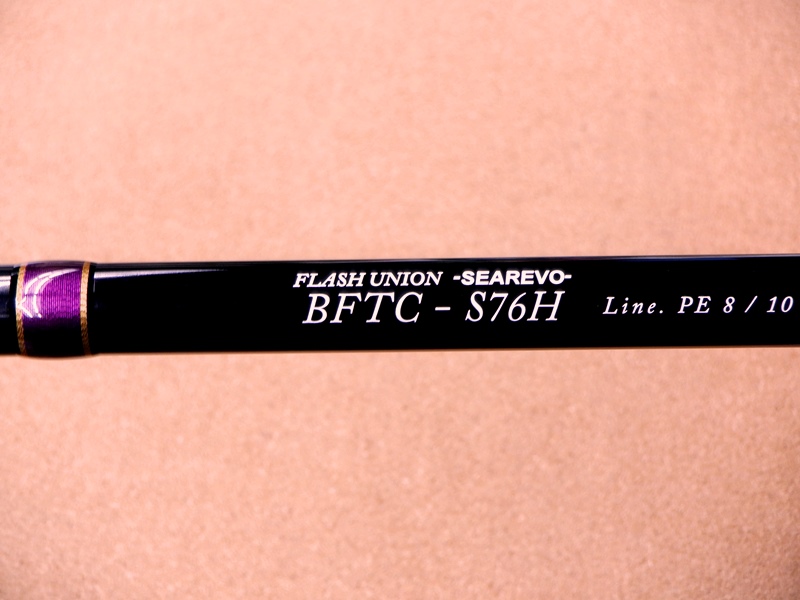 FLASH UNION -SEAREVO-
BFTC - S76H
Line. PE 8 / 10